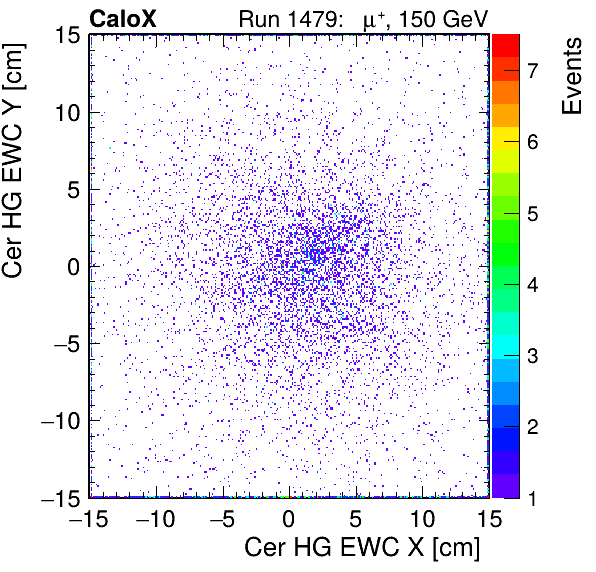 CaloX Run 1479: μ⁺, 150 GeV
Cer HG EWC Y [cm]
15
10
5
0
−5
−10
−15
−15 −10 −5 0 5 10 15
Cer HG EWC X [cm]
Events
7
6
5
4
3
2
1